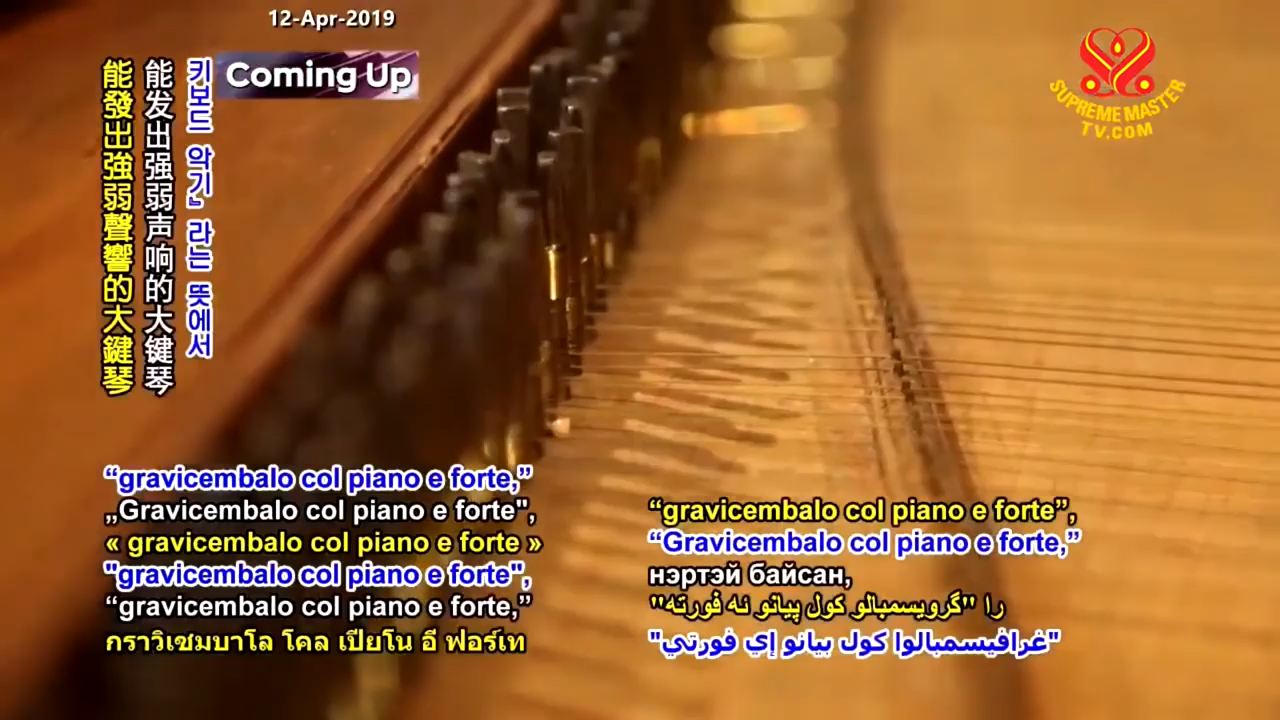 12-Apr-2019
Coming Up
SUPREME MASTER
TV.COM
能發出強弱聲響的大鍵琴
能发出强弱声响的大键琴
키보드 악기』 라는 뜻에서
“gravicembalo col piano e forte,”
„Gravicembalo col piano e forte",
« gravicembalo col piano e forte »
"gravicembalo col piano e forte",
“gravicembalo col piano e forte,”
กราวิเซมบาโล โคล เปียโน อี ฟอร์เท
“gravicembalo col piano e forte”,
“Gravicembalo col piano e forte,”
нэртэй байсан,
را "گرویسمبالو کول پیانو ئه فورته"
"غرافيسمبالوا كول بيانو إي فورتي"